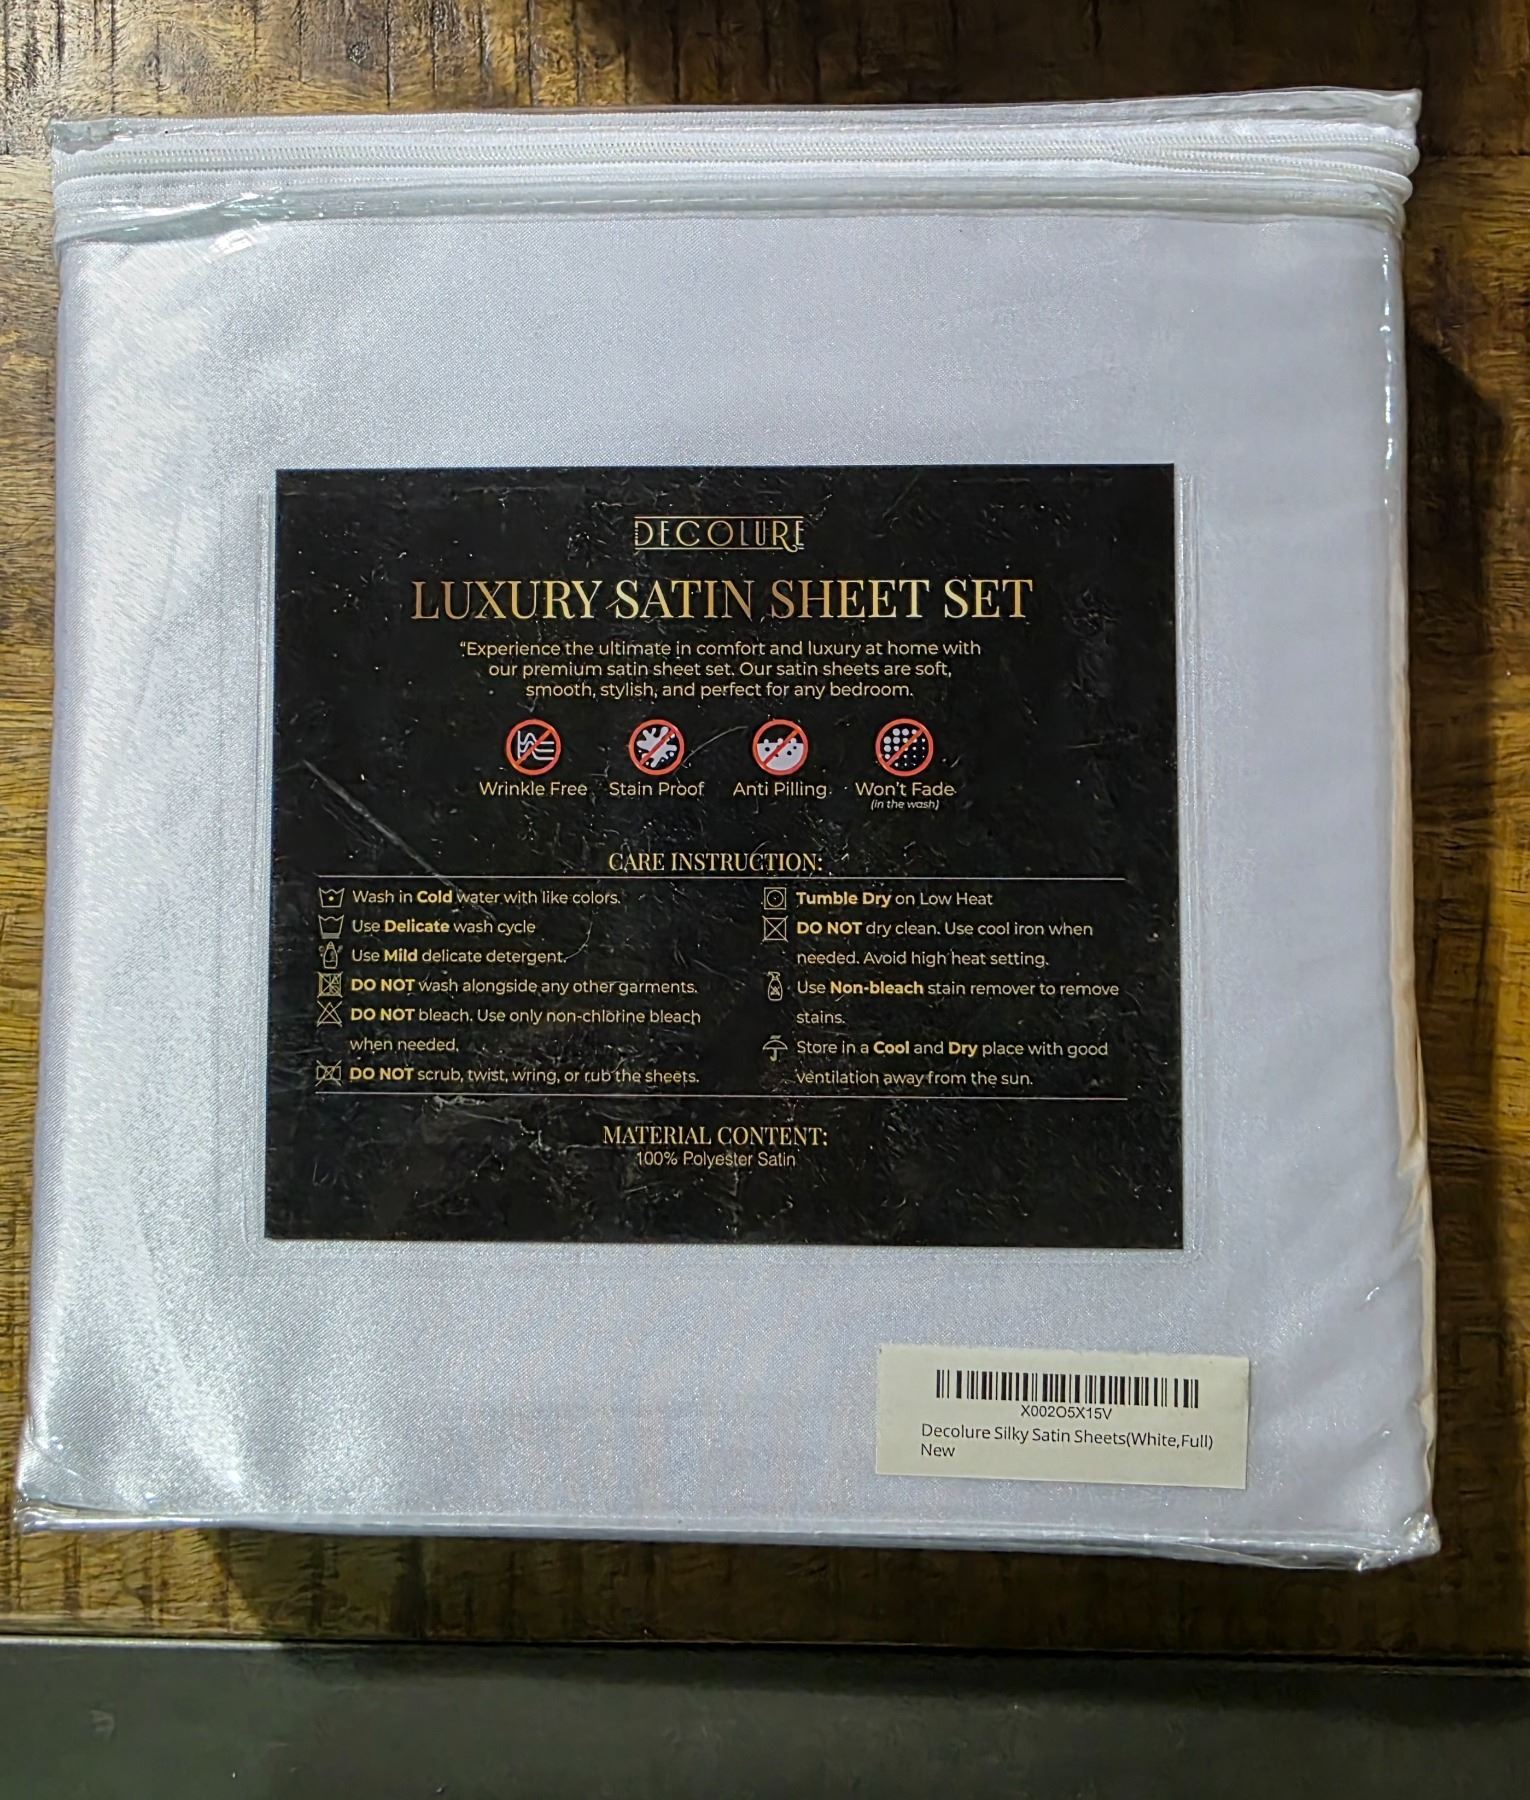 DECOLURE
LUXURY SATIN SHEET SET
"Experience the ultimate in comfort and luxury at home with
our premium satin sheet set. Our satin sheets are soft,
smooth, stylish, and perfect for any bedroom.
Wrinkle Free
Stain Proof
Anti Pilling
Won't Fade
(in the wash)
CARE INSTRUCTION:
Wash in Cold water with like colors.
Use Delicate wash cycle
Use Mild delicate detergent.
DO NOT wash alongside any other garments.
DO NOT bleach. Use only non-chlorine bleach
when needed.
DO NOT scrub, twist, wring, or rub the sheets.
Tumble Dry on Low Heat
DO NOT dry clean. Use cool iron when
needed. Avoid high heat setting.
Use Non-bleach stain remover to remove
stains.
Store in a Cool and Dry place with good
ventilation away from the sun.
MATERIAL CONTENT:
100% Polyester Satin
X002O5X15V
Decolure Silky Satin Sheets(White,Full)
New